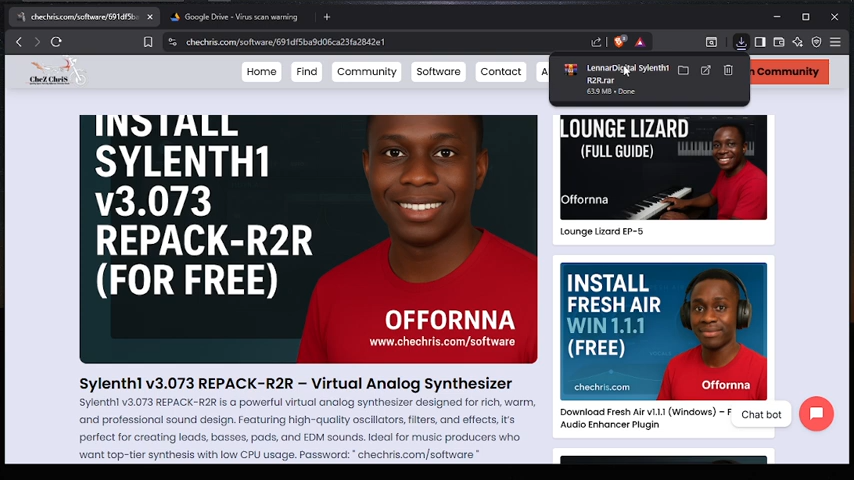 chechris.com/software/691df5b
Google Drive - Virus scan warning
chechris.com/software/691df5ba9d06ca23fa2842e1
LennarDigital Sylenth1
R2R.rar
63.9 MB • Done
CheZ ChriS
Home
Find
Community
Software
Contact
Community
INSTALL
SYLENTH1
v3.073
REPACK-R2R
(FOR FREE)
OFFORNNA
www.chechris.com/software
Sylenth1 v3.073 REPACK-R2R – Virtual Analog Synthesizer
Sylenth1 v3.073 REPACK-R2R is a powerful virtual analog synthesizer designed for rich, warm,
and professional sound design. Featuring high-quality oscillators, filters, and effects, it's
perfect for creating leads, basses, pads, and EDM sounds. Ideal for music producers who
want top-tier synthesis with low CPU usage. Password: " chechris.com/software "
LOUNGE LIZARD
(FULL GUIDE)
Offornna
Lounge Lizard EP-5
INSTALL
FRESH AIR
WIN 1.1.1
(FREE)
chechris.com
Offornna
Download Fresh Air v1.1.1 (Windows) – F
Audio Enhancer Plugin
Chat bot